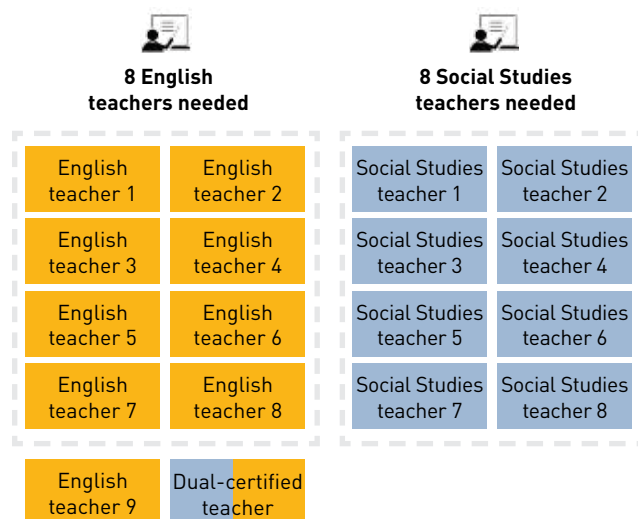 8 English
teachers needed
8 Social Studies
teachers needed
English
teacher 1
English
teacher 2
Social Studies
teacher 1
Social Studies
teacher 2
English
teacher 3
English
teacher 4
Social Studies
teacher 3
Social Studies
teacher 4
English
teacher 5
English
teacher 6
Social Studies
teacher 5
Social Studies
teacher 6
English
teacher 7
English
teacher 8
Social Studies
teacher 7
Social Studies
teacher 8
English
teacher 9
Dual-certified
teacher